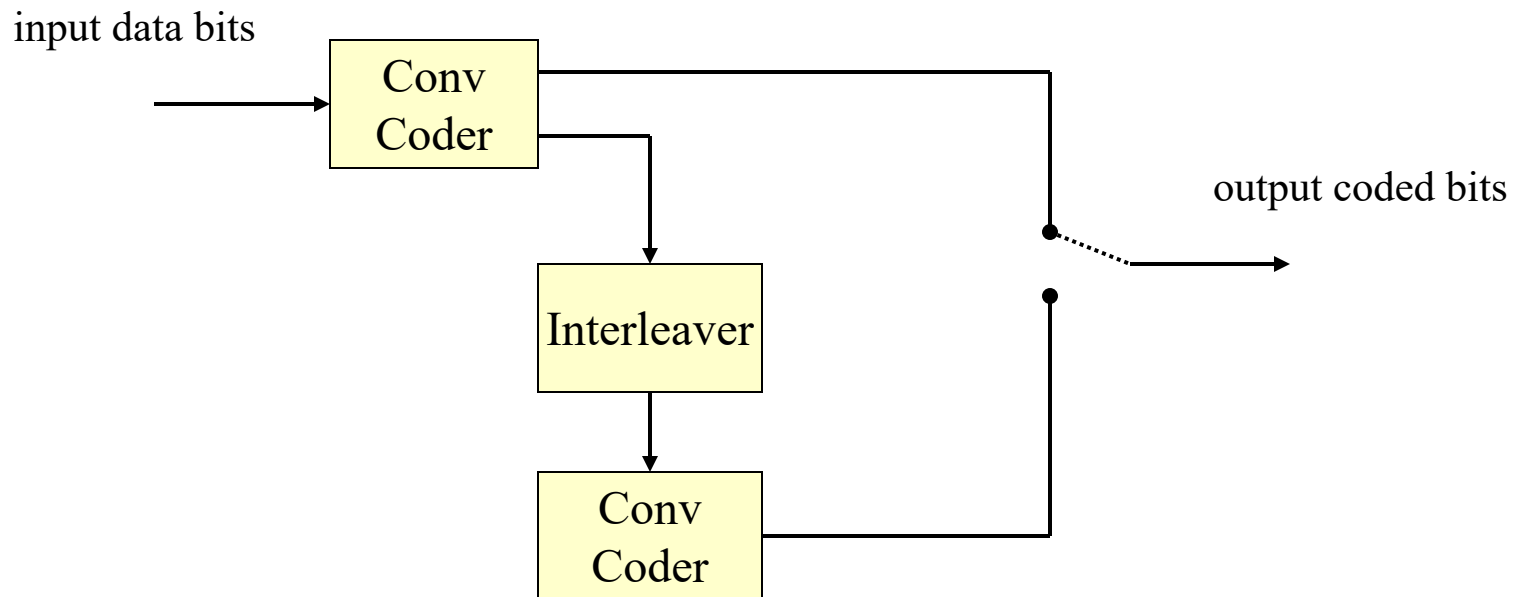 input data bits
Conv
Coder
output coded bits
Interleaver
Conv
Coder